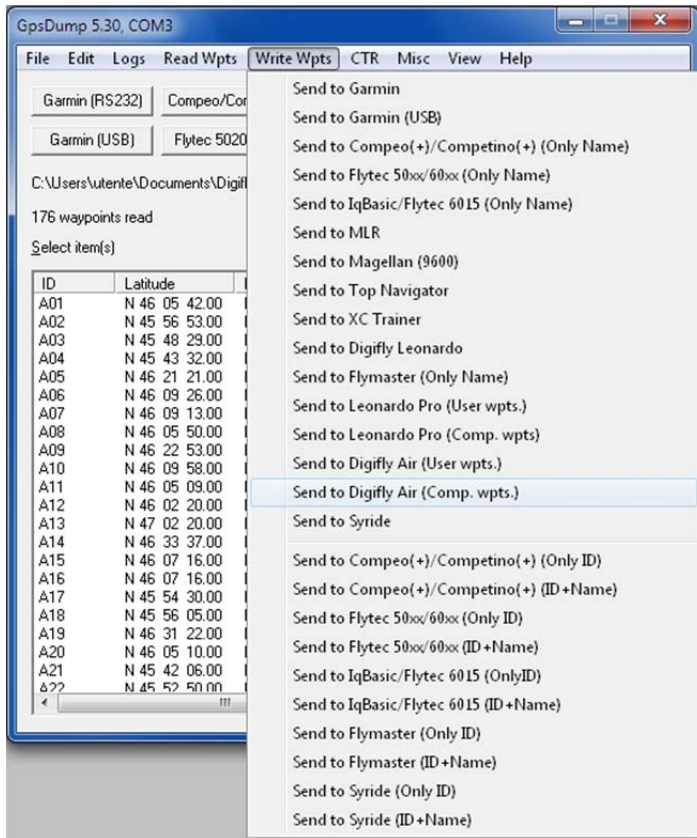 GpsDump 5.30, COM3
File Edit Logs Read Wpts Write Wpts CTR Misc View Help
Garmin (RS232) Compeo/Cor
Garmin (USB) Flytec 5020
C:\Users\utente\Documents\Digifl
176 waypoints read
Select item(s)
ID Latitude
A01 N 46 05 42.00
A02 N 45 56 53.00
A03 N 45 48 29.00
A04 N 45 43 32.00
A05 N 46 21 21.00
A06 N 46 09 26.00
A07 N 46 09 13.00
A08 N 46 05 50.00
A09 N 46 22 53.00
A10 N 46 09 58.00
A11 N 46 05 09.00
A12 N 46 02 20.00
A13 N 47 02 20.00
A14 N 46 33 37.00
A15 N 46 07 16.00
A16 N 46 07 16.00
A17 N 45 54 30.00
A18 N 45 56 05.00
A19 N 46 31 22.00
A20 N 46 05 10.00
A21 N 45 42 06.00
A22 N 45 52 50.00
Send to Garmin
Send to Garmin (USB)
Send to Compeo(+)/Competino(+) (Only Name)
Send to Flytec 50xx/60xx (Only Name)
Send to IqBasic/Flytec 6015 (Only Name)
Send to MLR
Send to Magellan (9600)
Send to Top Navigator
Send to XC Trainer
Send to Digifly Leonardo
Send to Flymaster (Only Name)
Send to Leonardo Pro (User wpts.)
Send to Leonardo Pro (Comp. wpts)
Send to Digifly Air (User wpts.)
Send to Digifly Air (Comp. wpts.)
Send to Syride
Send to Compeo(+)/Competino(+) (Only ID)
Send to Compeo(+)/Competino(+) (ID+Name)
Send to Flytec 50xx/60xx (Only ID)
Send to Flytec 50xx/60xx (ID+Name)
Send to IqBasic/Flytec 6015 (OnlyID)
Send to IqBasic/Flytec 6015 (ID+Name)
Send to Flymaster (Only ID)
Send to Flymaster (ID+Name)
Send to Syride (Only ID)
Send to Syride (ID+Name)